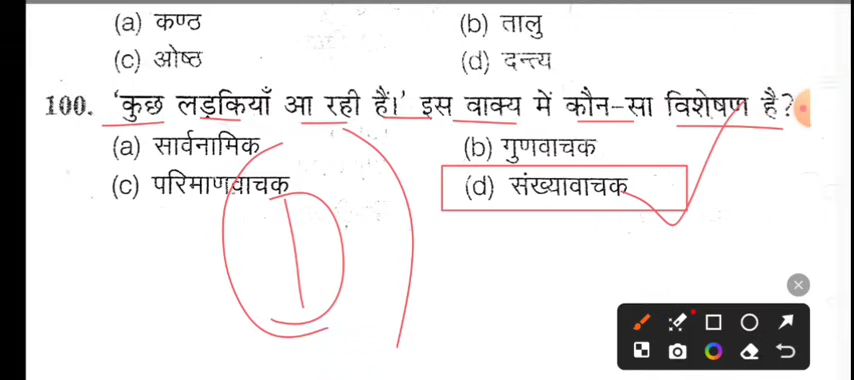 (a) कण्ठ (b) तालु
(c) ओष्ठ (d) दन्त्य
100. 'कुछ लड़कियाँ आ रही हैं।' इस वाक्य में कौन-सा विशेषण है?
(a) सार्वनामिक (b) गुणवाचक
(c) परिमाणवाचक (d) संख्यावाचक
D